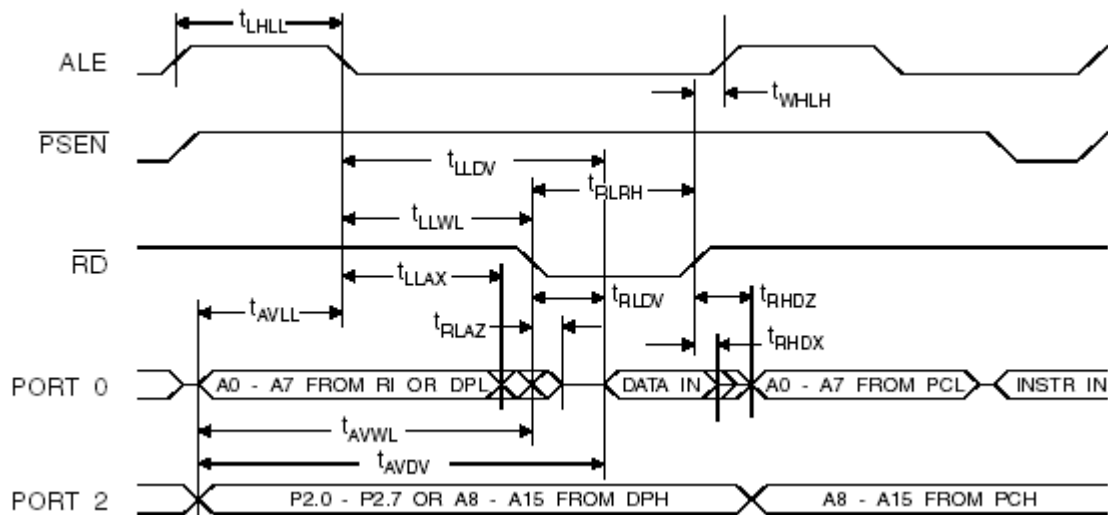 tLHLL
ALE
tWHLH
PSEN
tLLDV
tRLRH
tLLWL
RD
tLLAX
tRLDV
tRHDZ
tAVLL
tRLAZ
tRHDX
PORT 0
A0 - A7 FROM RI OR DPL
DATA IN
A0 - A7 FROM PCL
INSTR IN
tAVWL
tAVDV
PORT 2
P2.0 - P2.7 OR A8 - A15 FROM DPH
A8 - A15 FROM PCH